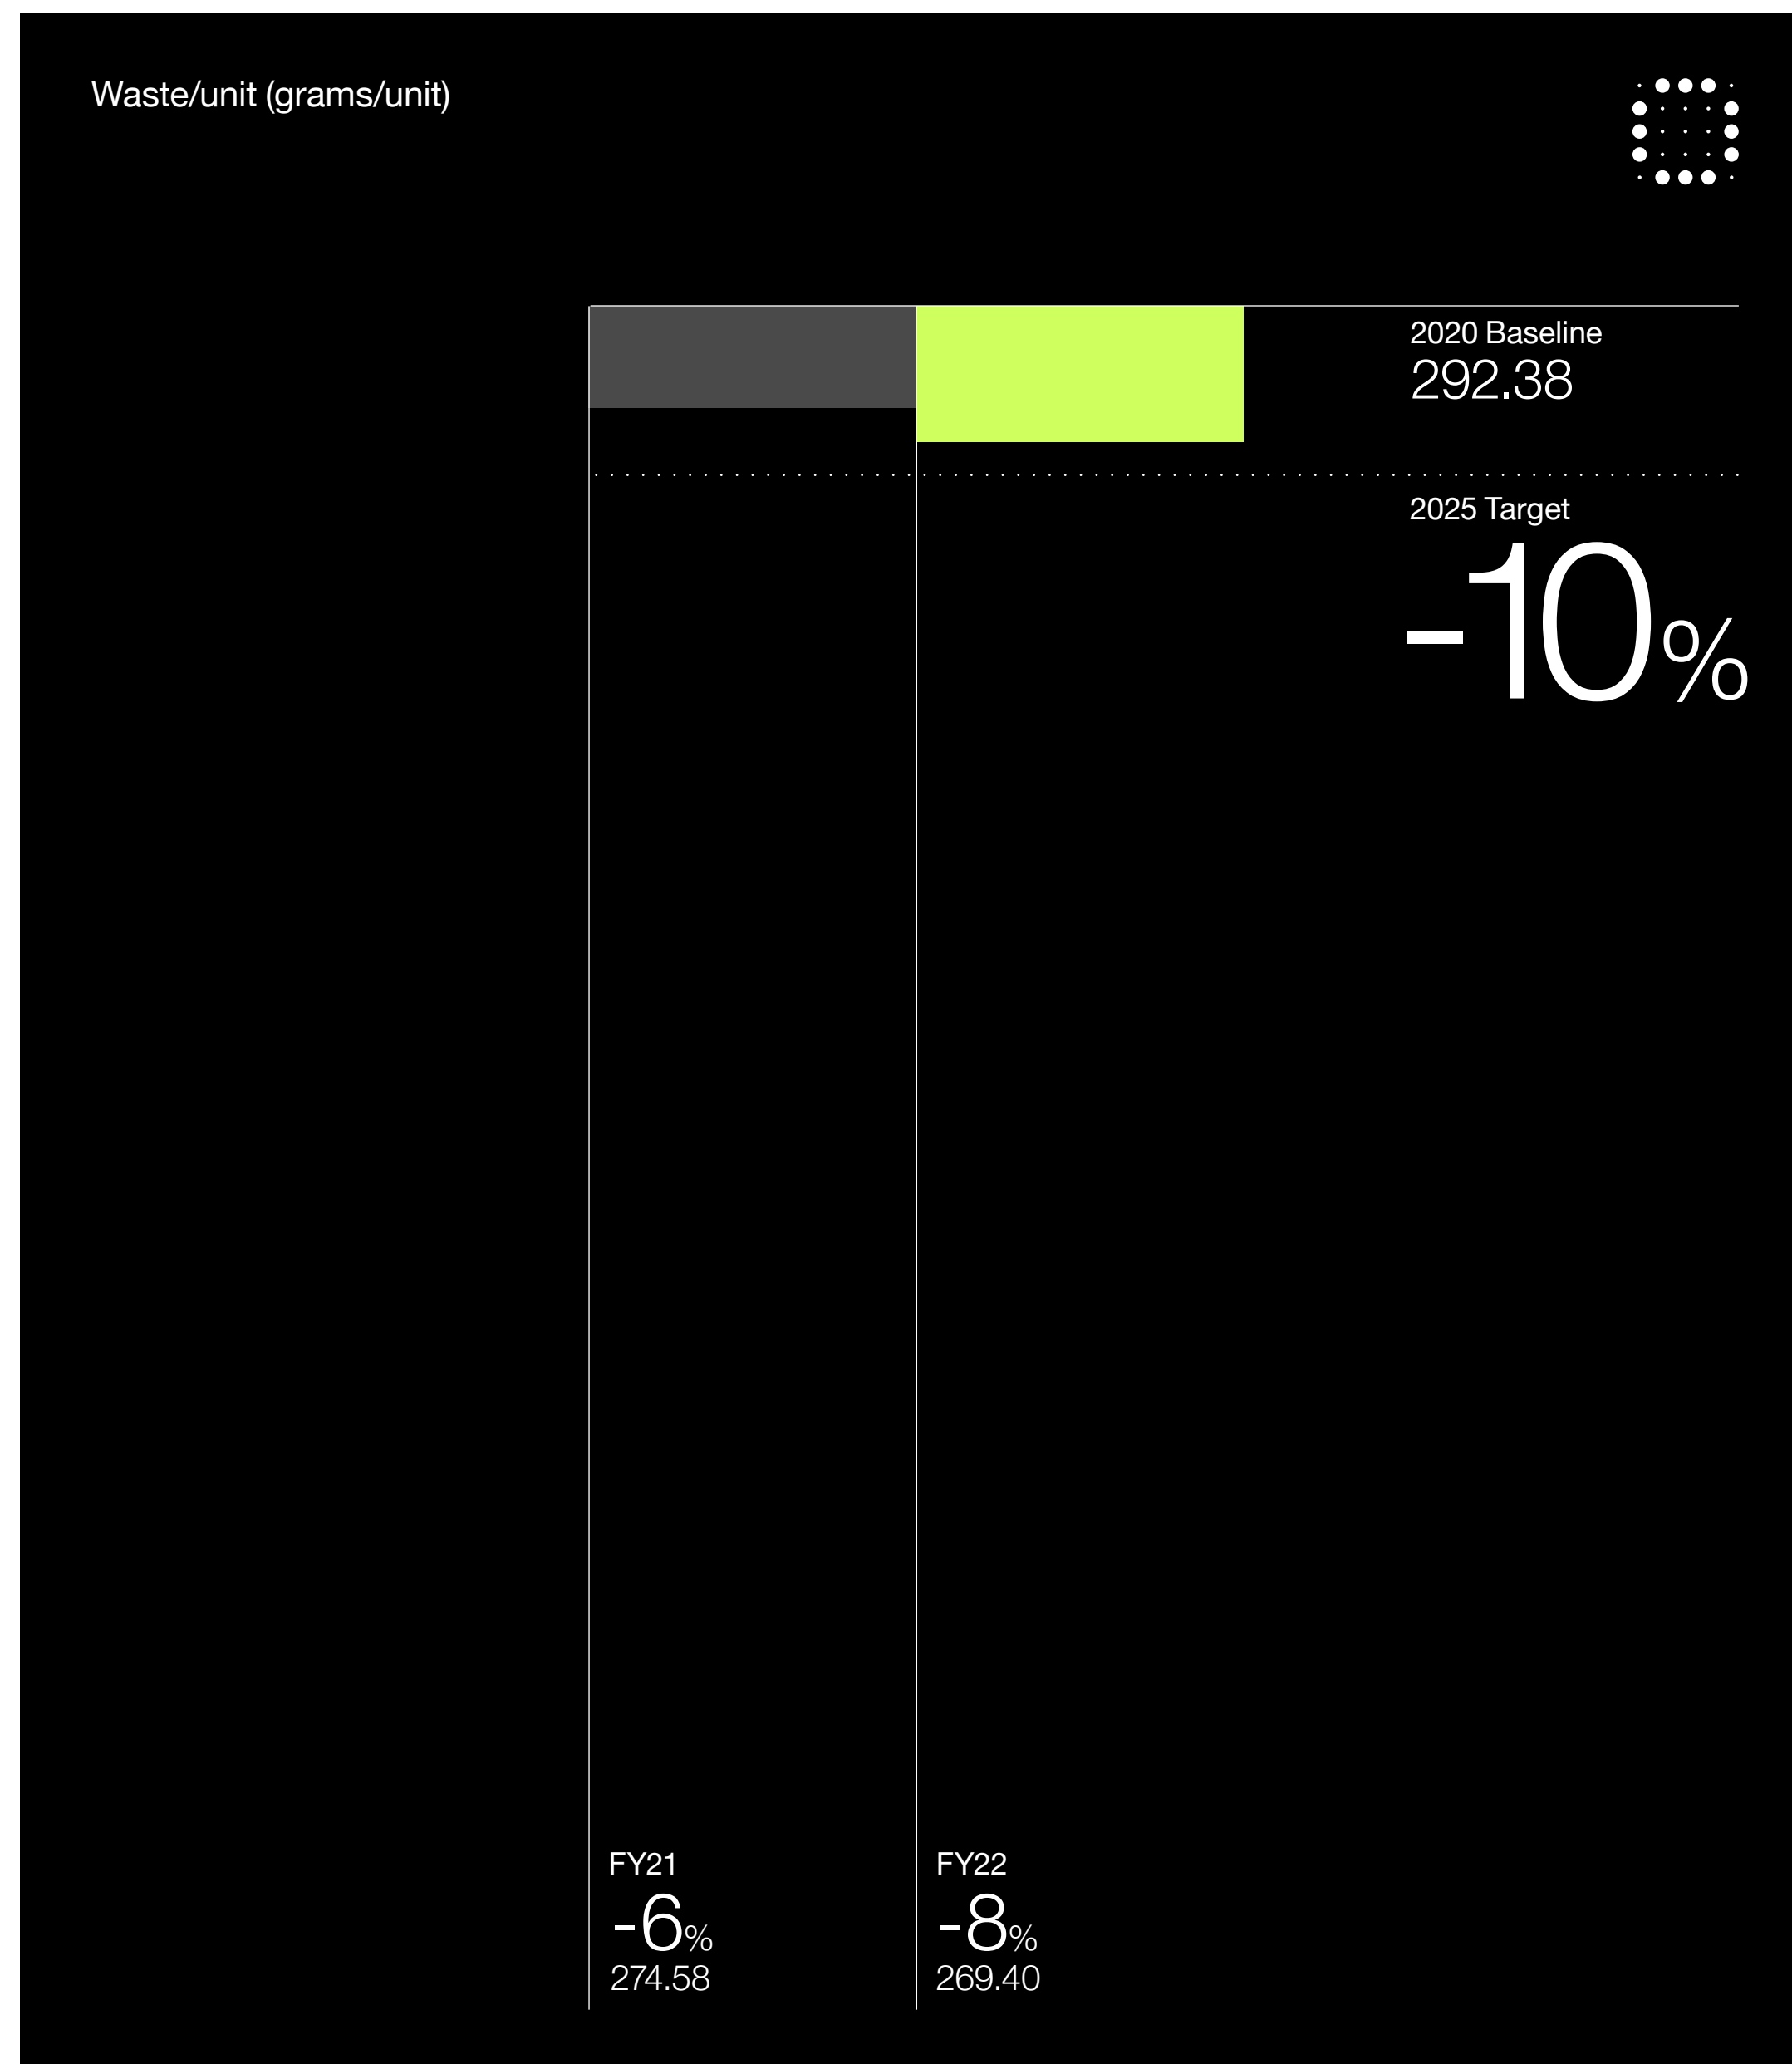 Waste/unit (grams/unit)
2020 Baseline
292.38
2025 Target
-10%
FY21
-6%
274.58
FY22
-8%
269.40